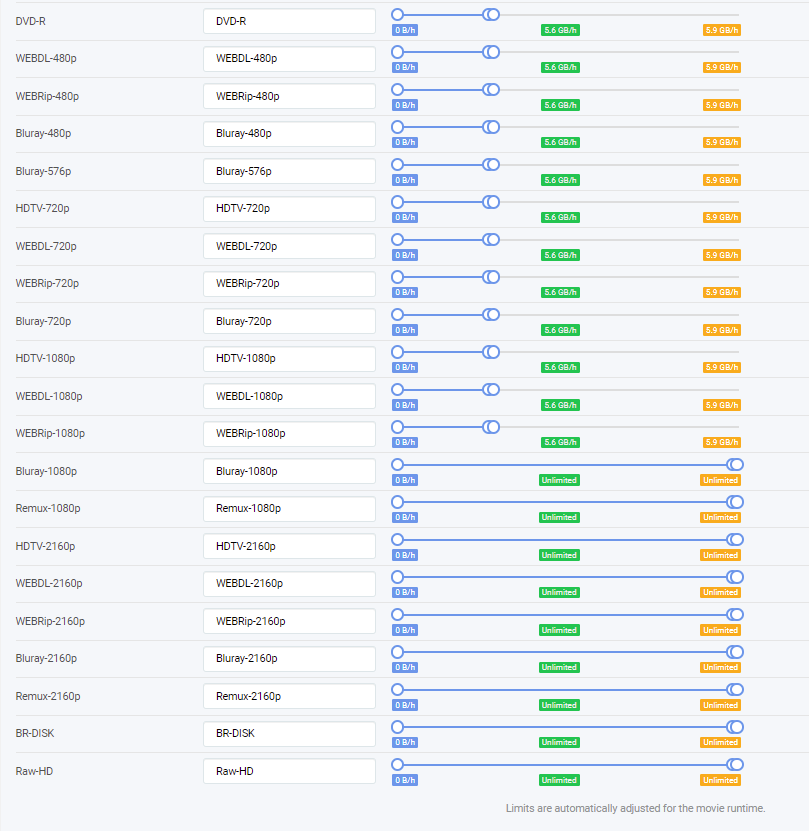 DVD-R DVD-R
0 B/h 5.6 GB/h 5.9 GB/h
WEBDL-480p WEBDL-480p
0 B/h 5.6 GB/h 5.9 GB/h
WEBRip-480p WEBRip-480p
0 B/h 5.6 GB/h 5.9 GB/h
Bluray-480p Bluray-480p
0 B/h 5.6 GB/h 5.9 GB/h
Bluray-576p Bluray-576p
0 B/h 5.6 GB/h 5.9 GB/h
HDTV-720p HDTV-720p
0 B/h 5.6 GB/h 5.9 GB/h
WEBDL-720p WEBDL-720p
0 B/h 5.6 GB/h 5.9 GB/h
WEBRip-720p WEBRip-720p
0 B/h 5.6 GB/h 5.9 GB/h
Bluray-720p Bluray-720p
0 B/h 5.6 GB/h 5.9 GB/h
HDTV-1080p HDTV-1080p
0 B/h 5.6 GB/h 5.9 GB/h
WEBDL-1080p WEBDL-1080p
0 B/h 5.6 GB/h 5.9 GB/h
WEBRip-1080p WEBRip-1080p
0 B/h 5.6 GB/h 5.9 GB/h
Bluray-1080p Bluray-1080p
0 B/h Unlimited Unlimited
Remux-1080p Remux-1080p
0 B/h Unlimited Unlimited
HDTV-2160p HDTV-2160p
0 B/h Unlimited Unlimited
WEBDL-2160p WEBDL-2160p
0 B/h Unlimited Unlimited
WEBRip-2160p WEBRip-2160p
0 B/h Unlimited Unlimited
Bluray-2160p Bluray-2160p
0 B/h Unlimited Unlimited
Remux-2160p Remux-2160p
0 B/h Unlimited Unlimited
BR-DISK BR-DISK
0 B/h Unlimited Unlimited
Raw-HD Raw-HD
0 B/h Unlimited Unlimited
Limits are automatically adjusted for the movie runtime.